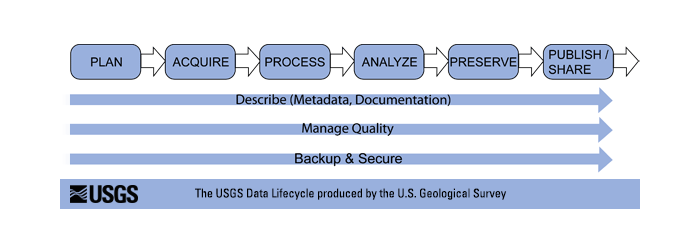 PLAN
ACQUIRE
PROCESS
ANALYZE
PRESERVE
PUBLISH /
SHARE
Describe (Metadata, Documentation)
Manage Quality
Backup & Secure
USGS
The USGS Data Lifecycle produced by the U.S. Geological Survey